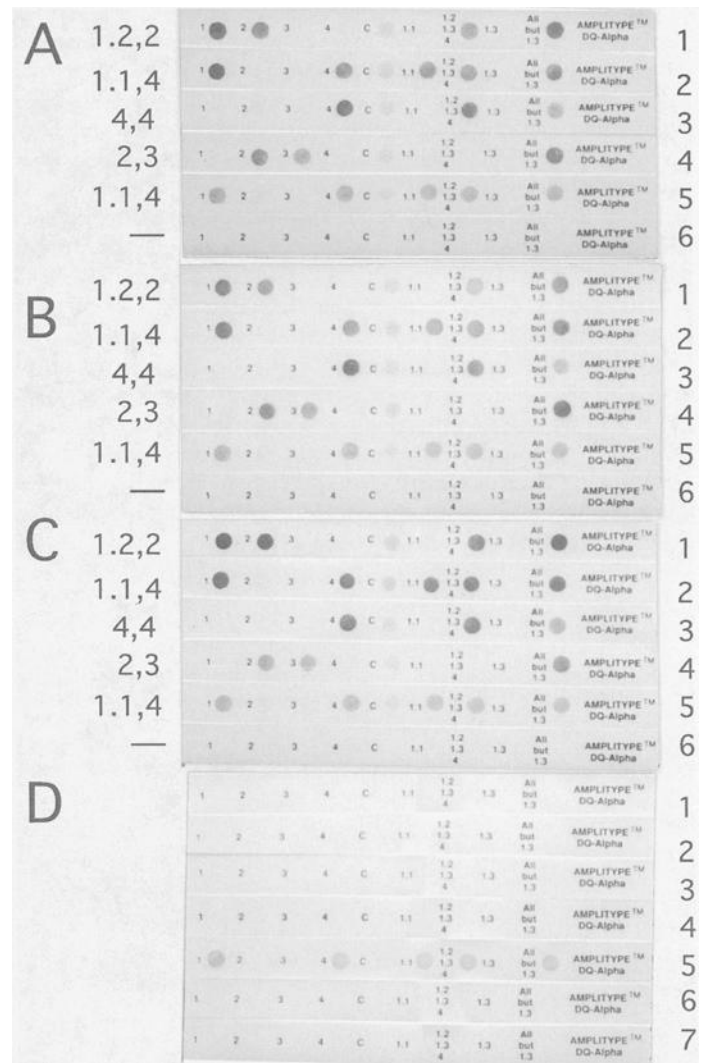 A
1.2,2 1 2 3 4 C 1.1 1.2 1.3 4 1.3 All but 1.3 AMPLITYPE™ DQ-Alpha 1
1.1,4 1 2 3 4 C 1.1 1.2 1.3 4 1.3 All but 1.3 AMPLITYPE™ DQ-Alpha 2
4,4 1 2 3 4 C 1.1 1.2 1.3 4 1.3 All but 1.3 AMPLITYPE™ DQ-Alpha 3
2,3 1 2 3 4 C 1.1 1.2 1.3 4 1.3 All but 1.3 AMPLITYPE™ DQ-Alpha 4
1.1,4 1 2 3 4 C 1.1 1.2 1.3 4 1.3 All but 1.3 AMPLITYPE™ DQ-Alpha 5
— 1 2 3 4 C 1.1 1.2 1.3 4 1.3 All but 1.3 AMPLITYPE™ DQ-Alpha 6
B
1.2,2 1 2 3 4 C 1.1 1.2 1.3 4 1.3 All but 1.3 AMPLITYPE™ DQ-Alpha 1
1.1,4 1 2 3 4 C 1.1 1.2 1.3 4 1.3 All but 1.3 AMPLITYPE™ DQ-Alpha 2
4,4 1 2 3 4 C 1.1 1.2 1.3 4 1.3 All but 1.3 AMPLITYPE™ DQ-Alpha 3
2,3 1 2 3 4 C 1.1 1.2 1.3 4 1.3 All but 1.3 AMPLITYPE™ DQ-Alpha 4
1.1,4 1 2 3 4 C 1.1 1.2 1.3 4 1.3 All but 1.3 AMPLITYPE™ DQ-Alpha 5
— 1 2 3 4 C 1.1 1.2 1.3 4 1.3 All but 1.3 AMPLITYPE™ DQ-Alpha 6
C
1.2,2 1 2 3 4 C 1.1 1.2 1.3 4 1.3 All but 1.3 AMPLITYPE™ DQ-Alpha 1
1.1,4 1 2 3 4 C 1.1 1.2 1.3 4 1.3 All but 1.3 AMPLITYPE™ DQ-Alpha 2
4,4 1 2 3 4 C 1.1 1.2 1.3 4 1.3 All but 1.3 AMPLITYPE™ DQ-Alpha 3
2,3 1 2 3 4 C 1.1 1.2 1.3 4 1.3 All but 1.3 AMPLITYPE™ DQ-Alpha 4
1.1,4 1 2 3 4 C 1.1 1.2 1.3 4 1.3 All but 1.3 AMPLITYPE™ DQ-Alpha 5
— 1 2 3 4 C 1.1 1.2 1.3 4 1.3 All but 1.3 AMPLITYPE™ DQ-Alpha 6
D
1 2 3 4 C 1.1 1.2 1.3 4 1.3 All but 1.3 AMPLITYPE™ DQ-Alpha 1
1 2 3 4 C 1.1 1.2 1.3 4 1.3 All but 1.3 AMPLITYPE™ DQ-Alpha 2
1 2 3 4 C 1.1 1.2 1.3 4 1.3 All but 1.3 AMPLITYPE™ DQ-Alpha 3
1 2 3 4 C 1.1 1.2 1.3 4 1.3 All but 1.3 AMPLITYPE™ DQ-Alpha 4
1 2 3 4 C 1.1 1.2 1.3 4 1.3 All but 1.3 AMPLITYPE™ DQ-Alpha 5
1 2 3 4 C 1.1 1.2 1.3 4 1.3 All but 1.3 AMPLITYPE™ DQ-Alpha 6
1 2 3 4 C 1.1 1.2 1.3 4 1.3 All but 1.3 AMPLITYPE™ DQ-Alpha 7